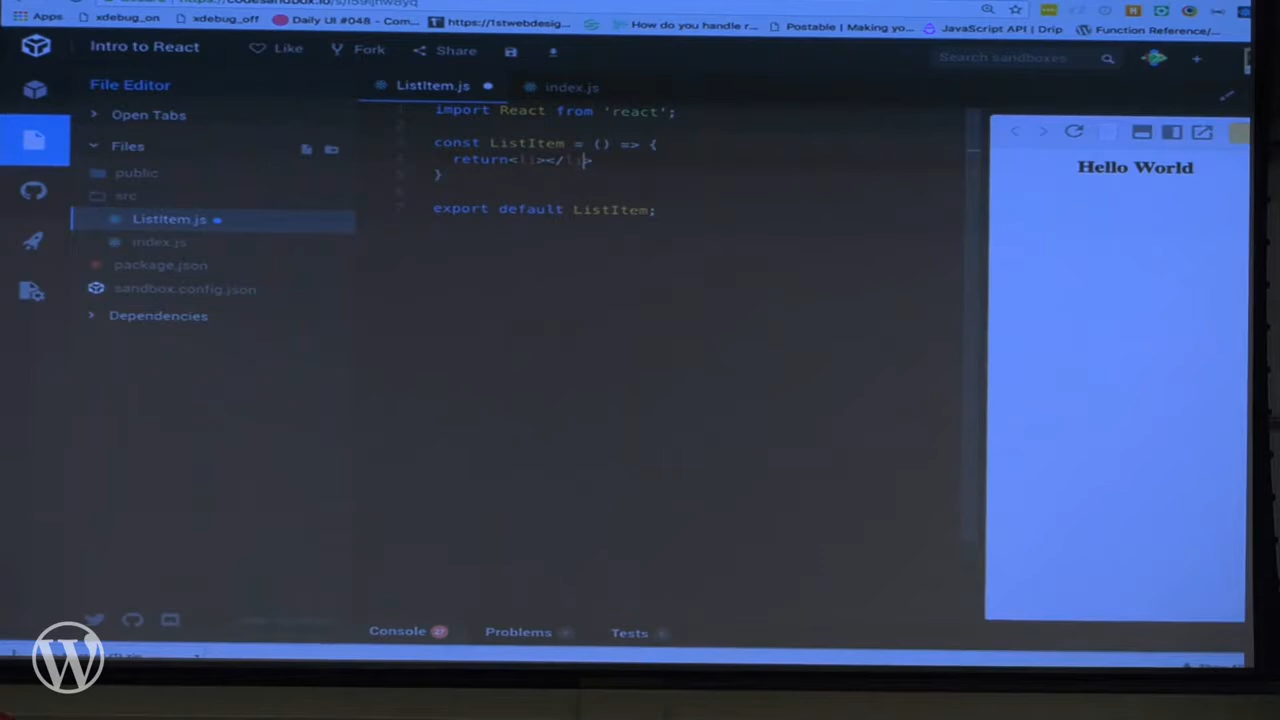 Apps xdebug_on xdebug_off Daily UI #048 - Com... https://1stwebdesig... How do you handle r... Postable | Making yo... JavaScript API | Drip Function Reference/...
Intro to React Like Fork Share Search sandboxes
File Editor ListItem.js index.js
Open Tabs
Files
public
src
ListItem.js
index.js
package.json
sandbox.config.json
Dependencies
import React from 'react';
const ListItem = () => {
return<li></li>
}
7 export default ListItem;
Hello World
Console 27 Problems Tests